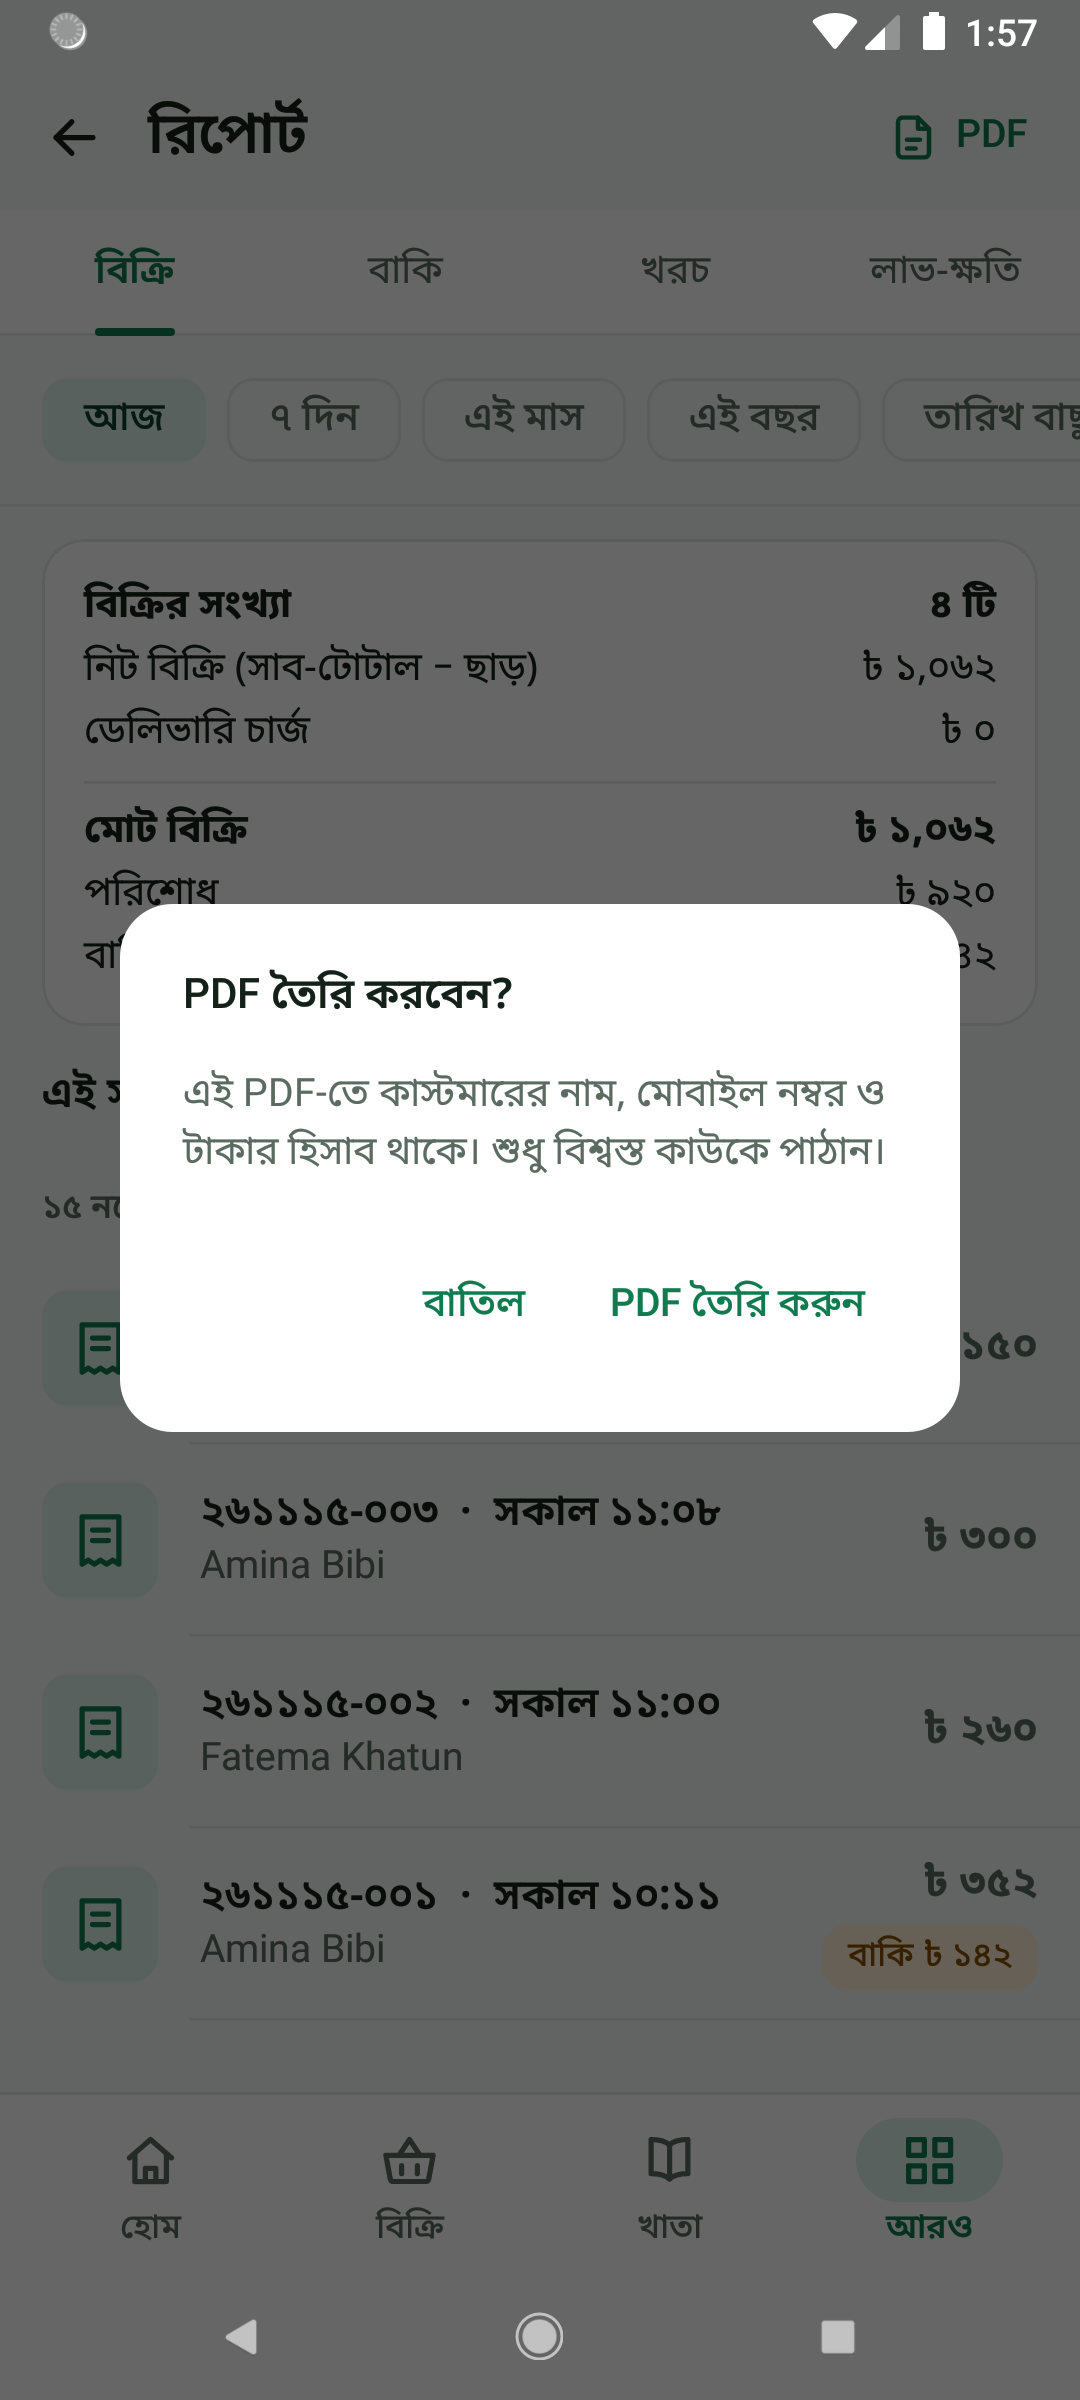 1:57
রিপোর্ট
PDF
বিক্রি
বাকি
খরচ
লাভ-ক্ষতি
আজ
৭ দিন
এই মাস
এই বছর
তারিখ
বিক্রির সংখ্যা
৪ টি
নিট বিক্রি (সাব-টোটাল – ছাড়)
৳ ১,০৬২
ডেলিভারি চার্জ
৳ ০
মোট বিক্রি
৳ ১,০৬২
পরিশোধ
৳ ৯২০
PDF তৈরি করবেন?
এই PDF-তে কাস্টমারের নাম, মোবাইল নম্বর ও
টাকার হিসাব থাকে। শুধু বিশ্বস্ত কাউকে পাঠান।
বাতিল
PDF তৈরি করুন
এই
১৫
১৫০
২৬১১১৫-০০৩ · সকাল ১১:০৮
Amina Bibi
৳ ৩০০
২৬১১১৫-০০২ · সকাল ১১:০০
Fatema Khatun
৳ ২৬০
২৬১১১৫-০০১ · সকাল ১০:১১
Amina Bibi
৳ ৩৫২
বাকি ৳ ১৪২
হোম
বিক্রি
খাতা
আরও